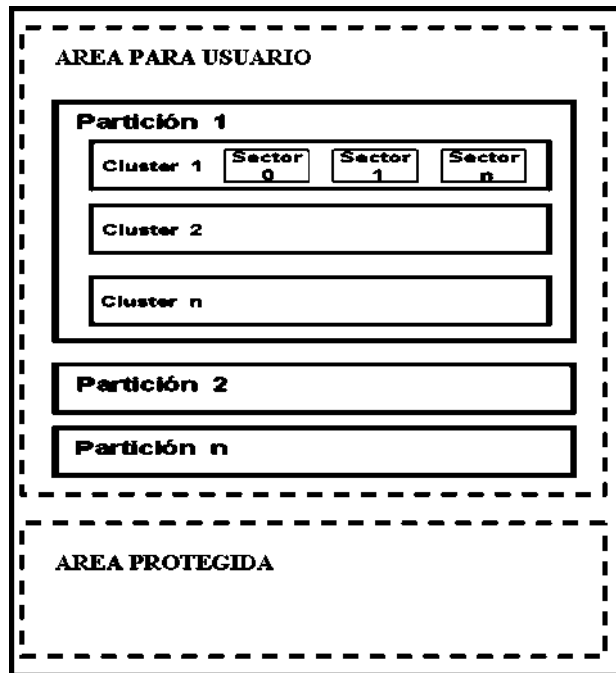 AREA PARA USUARIO
Partición 1
Cluster 1 Sector 0 Sector 1 Sector n
Cluster 2
Cluster n
Partición 2
Partición n
AREA PROTEGIDA